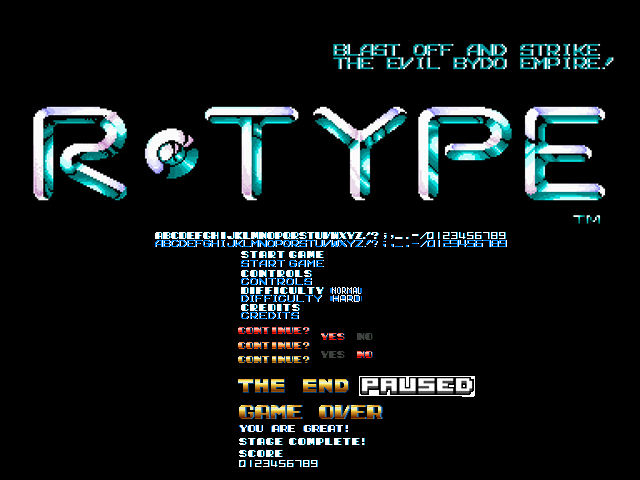 BLAST OFF AND STRIKE
THE EVIL BYDO EMPIRE!
R•TYPE
TM
ABCDEFGHIJKLMNOPQRSTUVWXYZ!?:;,_.-/0123456789
ABCDEFGHIJKLMNOPQRSTUVWXYZ!?:;,_.-/0123456789
START GAME
START GAME
CONTROLS
CONTROLS
DIFFICULTY NORMAL
DIFFICULTY HARD
CREDITS
CREDITS
CONTINUE? YES NO
CONTINUE?
CONTINUE? YES NO
THE END PAUSED
GAME OVER
YOU ARE GREAT!
STAGE COMPLETE!
SCORE
0123456789